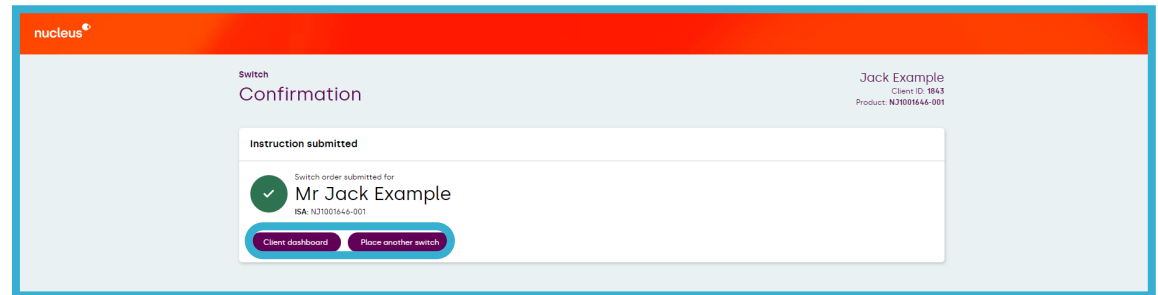 nucleus
Switch
Confirmation
Jack Example
Client ID: 1843
Product: NJ1001646-001
Instruction submitted
Switch order submitted for
Mr Jack Example
ISA: NJ1001646-001
Client dashboard
Place another switch